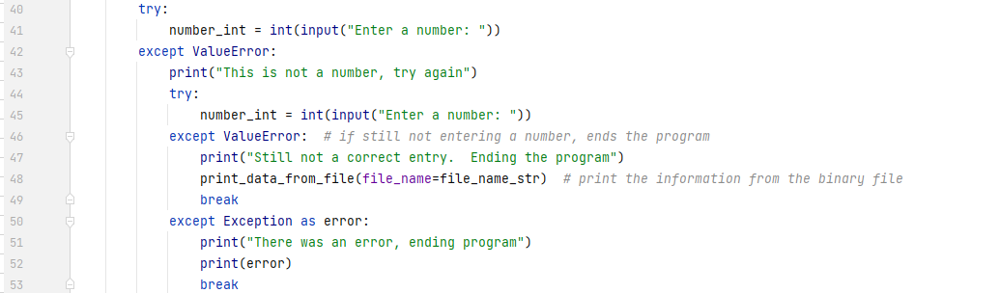 40 try:
41 number_int = int(input("Enter a number: "))
42 except ValueError:
43 print("This is not a number, try again")
44 try:
45 number_int = int(input("Enter a number: "))
46 except ValueError:  # if still not entering a number, ends the program
47 print("Still not a correct entry.  Ending the program")
48 print_data_from_file(file_name=file_name_str)  # print the information from the binary file
49 break
50 except Exception as error:
51 print("There was an error, ending program")
52 print(error)
53 break